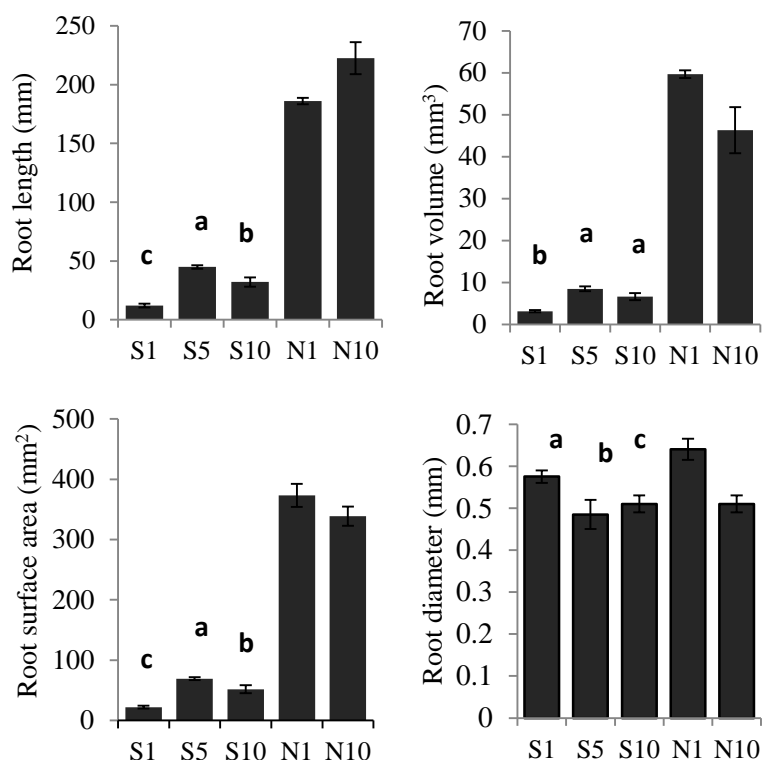 Root length (mm)
250
200
150
100
50
0
c
a
b
S1 S5 S10 N1 N10
Root volume (mm³)
70
60
50
40
30
20
10
0
b
a
a
S1 S5 S10 N1 N10
Root surface area (mm²)
500
400
300
200
100
0
c
a
b
S1 S5 S10 N1 N10
Root diameter (mm)
0.7
0.6
0.5
0.4
0.3
0.2
0.1
0
a
b
c
S1 S5 S10 N1 N10